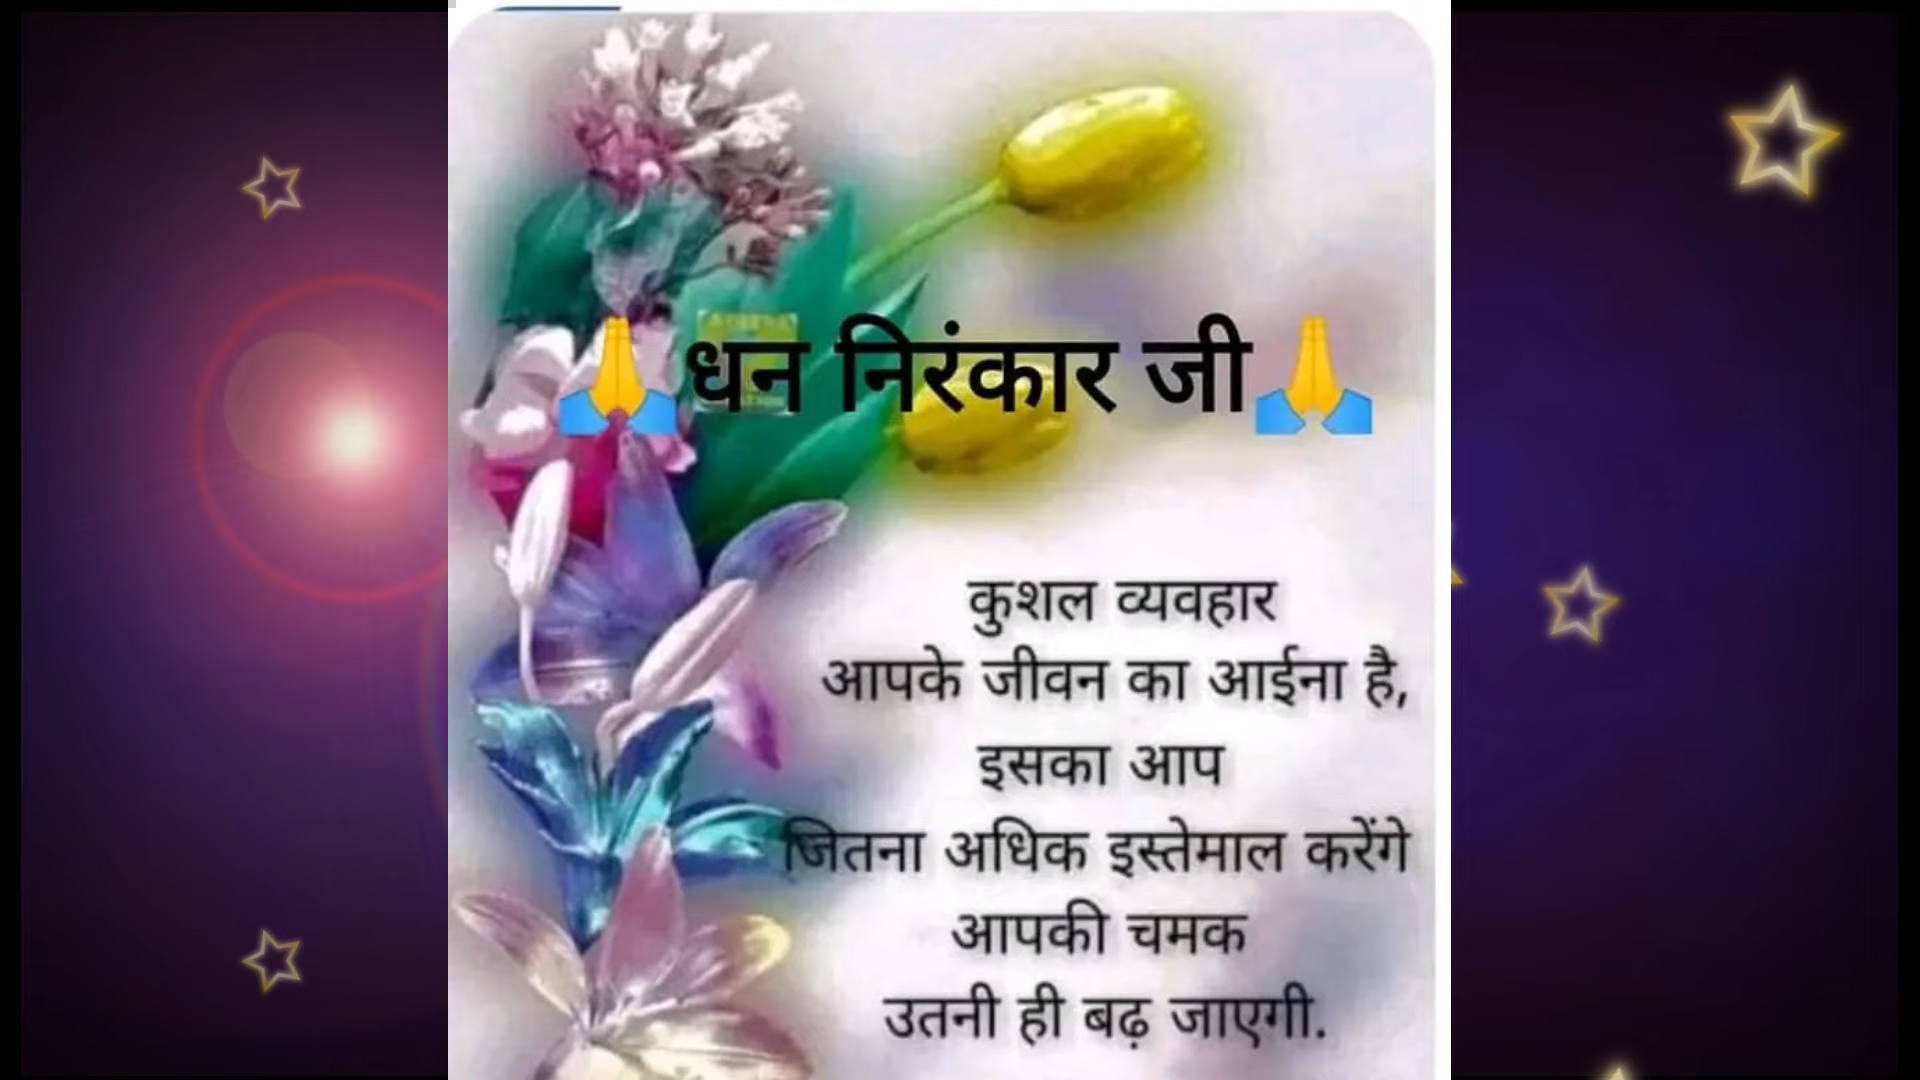 🙏धन निरंकार जी🙏
कुशल व्यवहार
आपके जीवन का आईना है,
इसका आप
जितना अधिक इस्तेमाल करेंगे
आपकी चमक
उतनी ही बढ़ जाएगी.